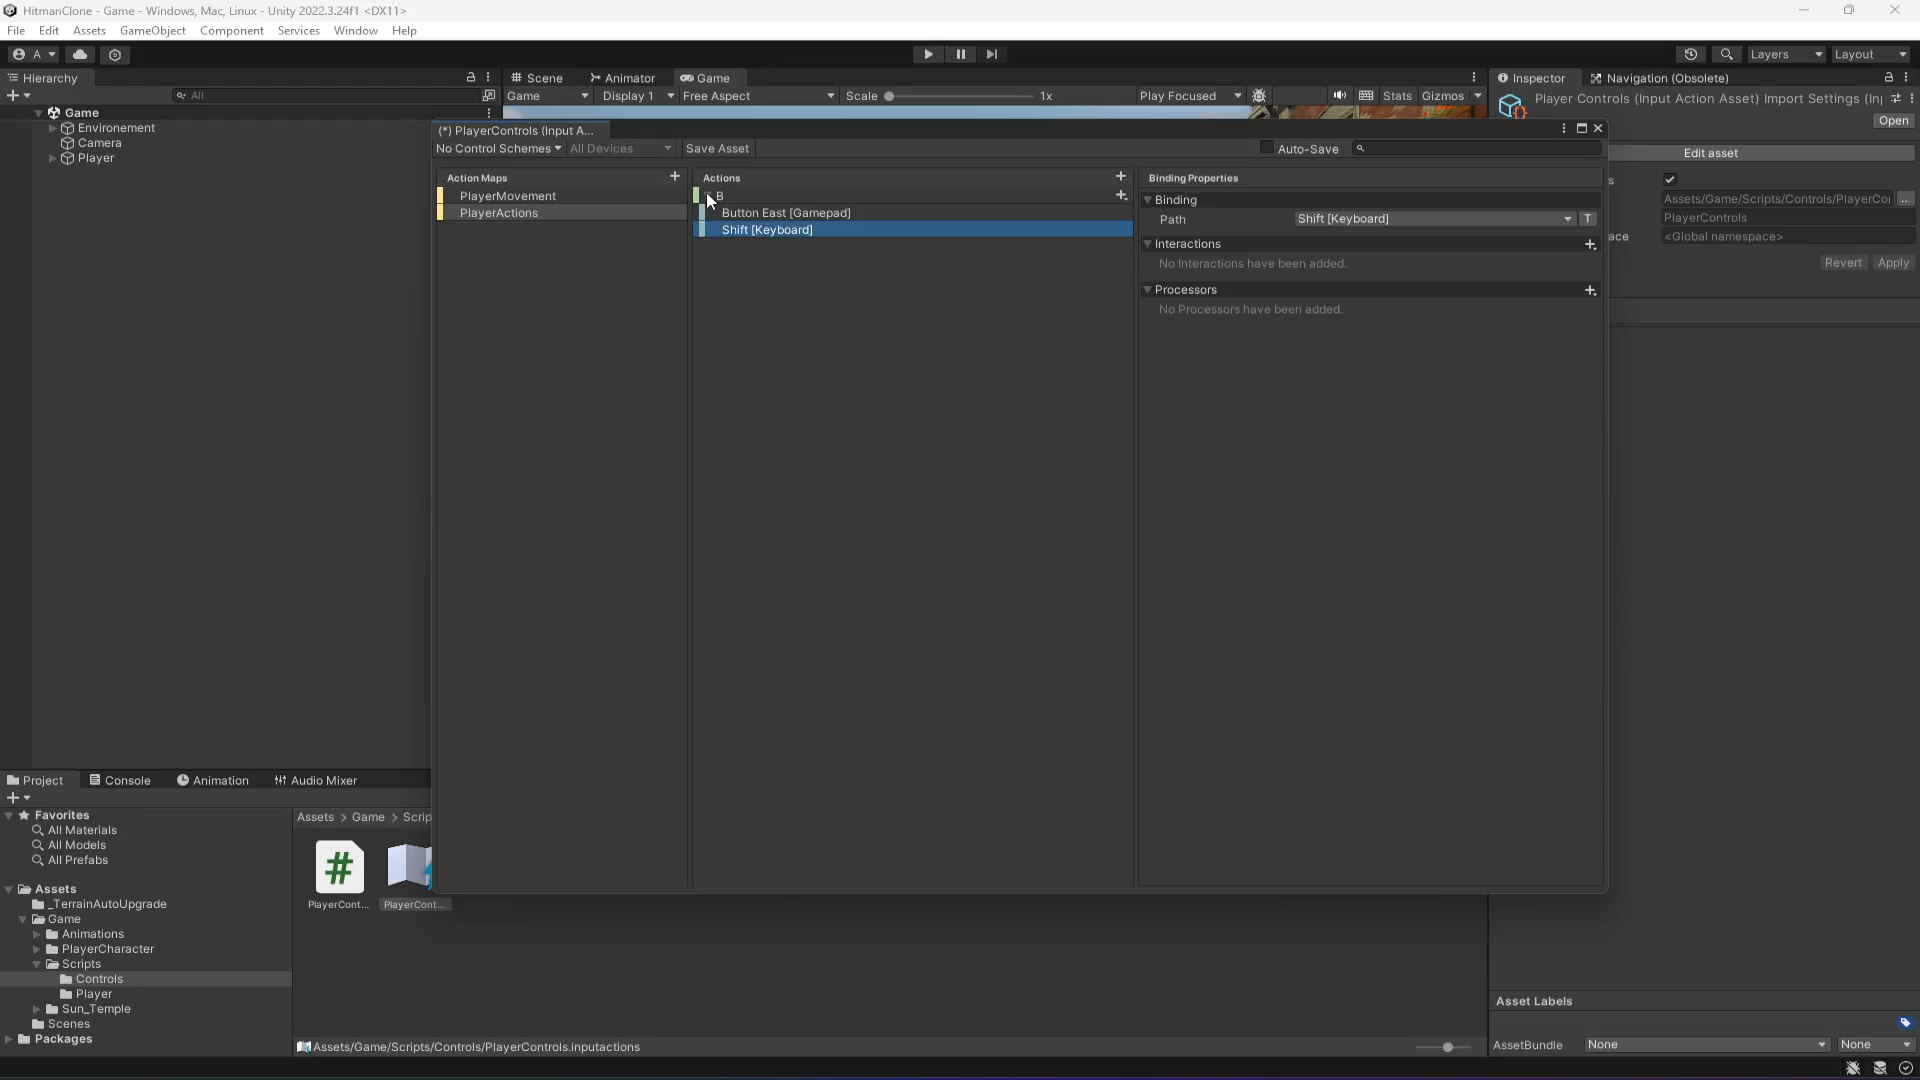 HitmanClone - Game - Windows, Mac, Linux - Unity 2022.3.24f1 <DX11>
File Edit Assets GameObject Component Services Window Help
A Layers Layout
Hierarchy Scene Animator Game Inspector Navigation (Obsolete)
All Game Display 1 Free Aspect Scale 1x Play Focused Stats Gizmos
Player Controls (Input Action Asset) Import Settings (In
Open
Game
Environement
Camera
Player
(*) PlayerControls (Input A...
No Control Schemes All Devices Save Asset Auto-Save
Edit asset
Action Maps Actions Binding Properties
PlayerMovement B Binding
PlayerActions Button East [Gamepad] Path Shift [Keyboard] T
Shift [Keyboard]
Interactions
No Interactions have been added.
Processors
No Processors have been added.
s
Assets/Game/Scripts/Controls/PlayerCo ...
PlayerControls
ace <Global namespace>
Revert Apply
Project Console Animation Audio Mixer
Favorites
All Materials
All Models
All Prefabs
Assets
_TerrainAutoUpgrade
Game
Animations
PlayerCharacter
Scripts
Controls
Player
Sun_Temple
Scenes
Packages
Assets > Game > Scrip
#
PlayerCont... PlayerCont...
Assets/Game/Scripts/Controls/PlayerControls.inputactions
Asset Labels
AssetBundle None None